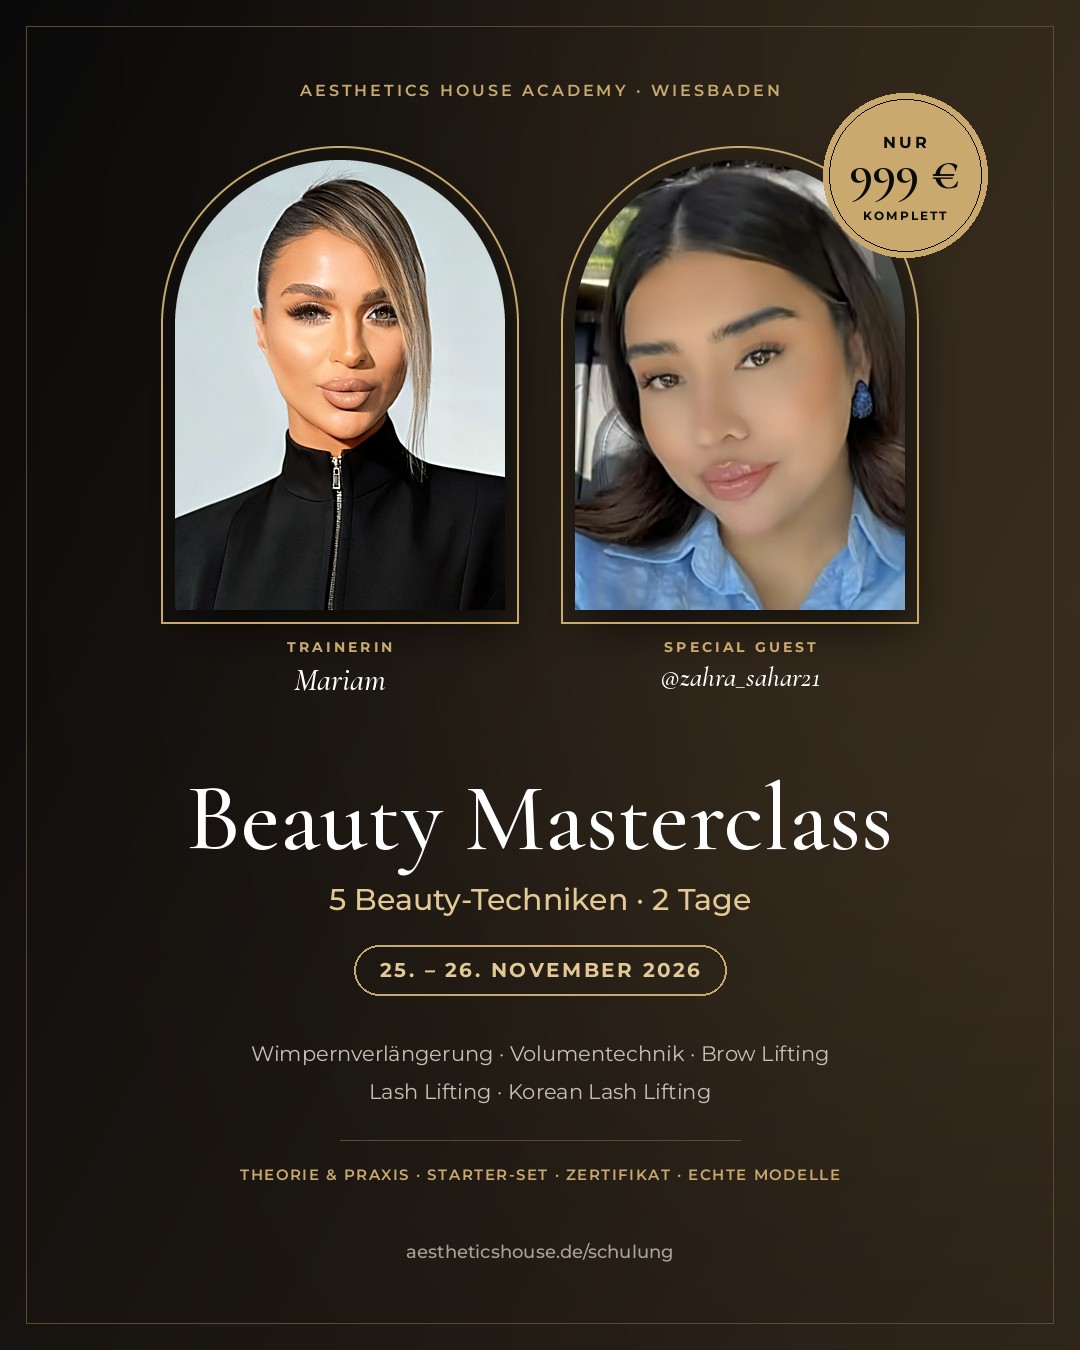 AESTHETICS HOUSE ACADEMY · WIESBADEN
NUR
999 €
KOMPLETT
TRAINERIN
Mariam
SPECIAL GUEST
@zahra_sahar21
Beauty Masterclass
5 Beauty-Techniken · 2 Tage
25. – 26. NOVEMBER 2026
Wimpernverlängerung · Volumentechnik · Brow Lifting
Lash Lifting · Korean Lash Lifting
THEORIE & PRAXIS · STARTER-SET · ZERTIFIKAT · ECHTE MODELLE
aestheticshouse.de/schulung